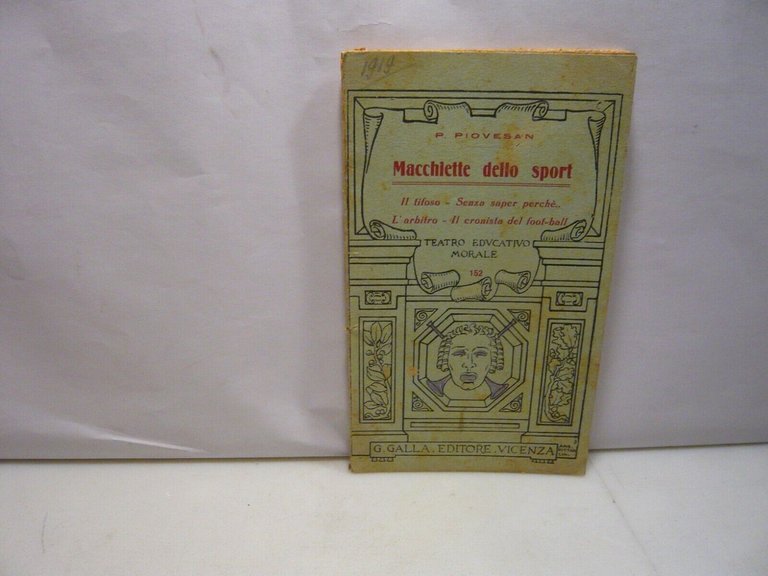 1919
P. PIOVESAN
Macchiette dello sport
Il tifoso - Senza saper perchè..
L'arbitro - Il cronista del foot-ball
TEATRO EDVCATIVO
MORALE
152
G. GALLA. EDITORE. VICENZA